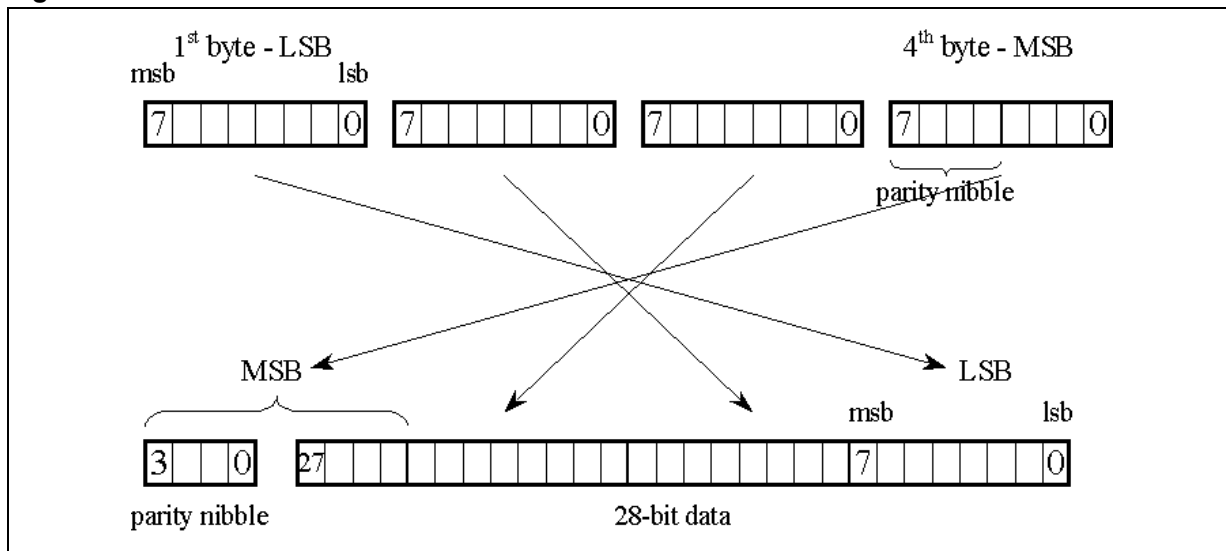 1st byte - LSB 4th byte - MSB
msb lsb
7 0 7 0 7 0 7 0
parity nibble
MSB LSB
msb lsb
3 0 27 7 0
parity nibble 28-bit data